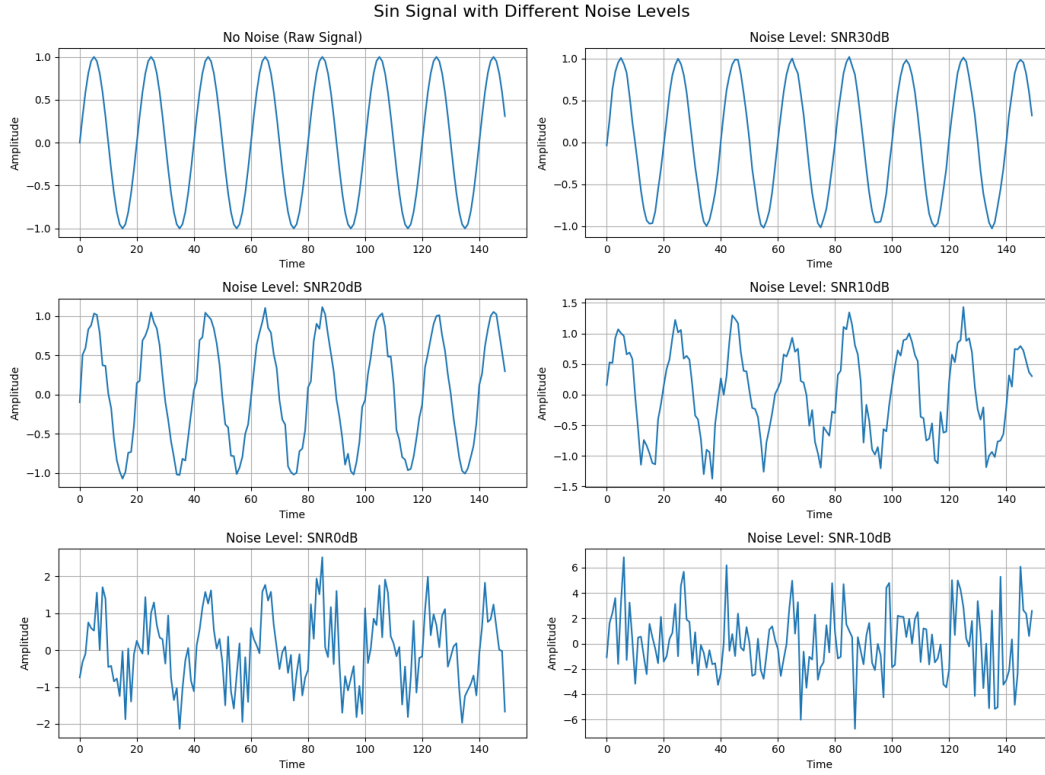 Sin Signal with Different Noise Levels
No Noise (Raw Signal)
1.0
0.5
0.0
−0.5
−1.0
Amplitude
0 20 40 60 80 100 120 140
Time
Noise Level: SNR30dB
1.0
0.5
0.0
−0.5
−1.0
Amplitude
0 20 40 60 80 100 120 140
Time
Noise Level: SNR20dB
1.0
0.5
0.0
−0.5
−1.0
Amplitude
0 20 40 60 80 100 120 140
Time
Noise Level: SNR10dB
1.5
1.0
0.5
0.0
−0.5
−1.0
−1.5
Amplitude
0 20 40 60 80 100 120 140
Time
Noise Level: SNR0dB
2
1
0
−1
−2
Amplitude
0 20 40 60 80 100 120 140
Time
Noise Level: SNR-10dB
6
4
2
0
−2
−4
−6
Amplitude
0 20 40 60 80 100 120 140
Time